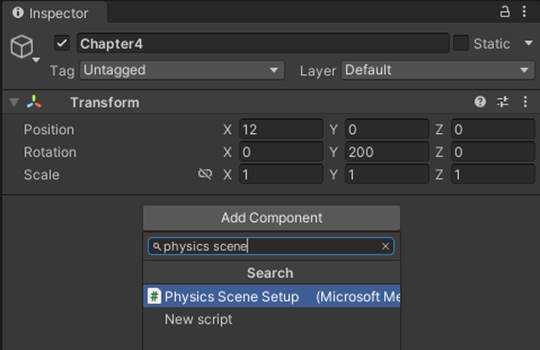 Inspector
Chapter4
Static
Tag Untagged
Layer Default
Transform
Position X 12 Y 0 Z 0
Rotation X 0 Y 200 Z 0
Scale X 1 Y 1 Z 1
Add Component
physics scene
Search
Physics Scene Setup (Microsoft Me
New script